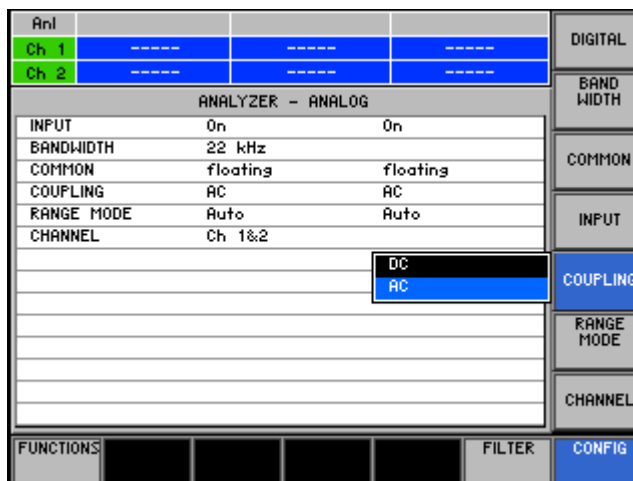 Anl
Ch 1 ----- ----- -----
Ch 2 ----- ----- -----
ANALYZER - ANALOG
INPUT On On
BANDWIDTH 22 kHz
COMMON floating floating
COUPLING AC AC
RANGE MODE Auto Auto
CHANNEL Ch 1&2
DC
AC
DIGITAL
BAND
WIDTH
COMMON
INPUT
COUPLING
RANGE
MODE
CHANNEL
FUNCTIONS FILTER CONFIG